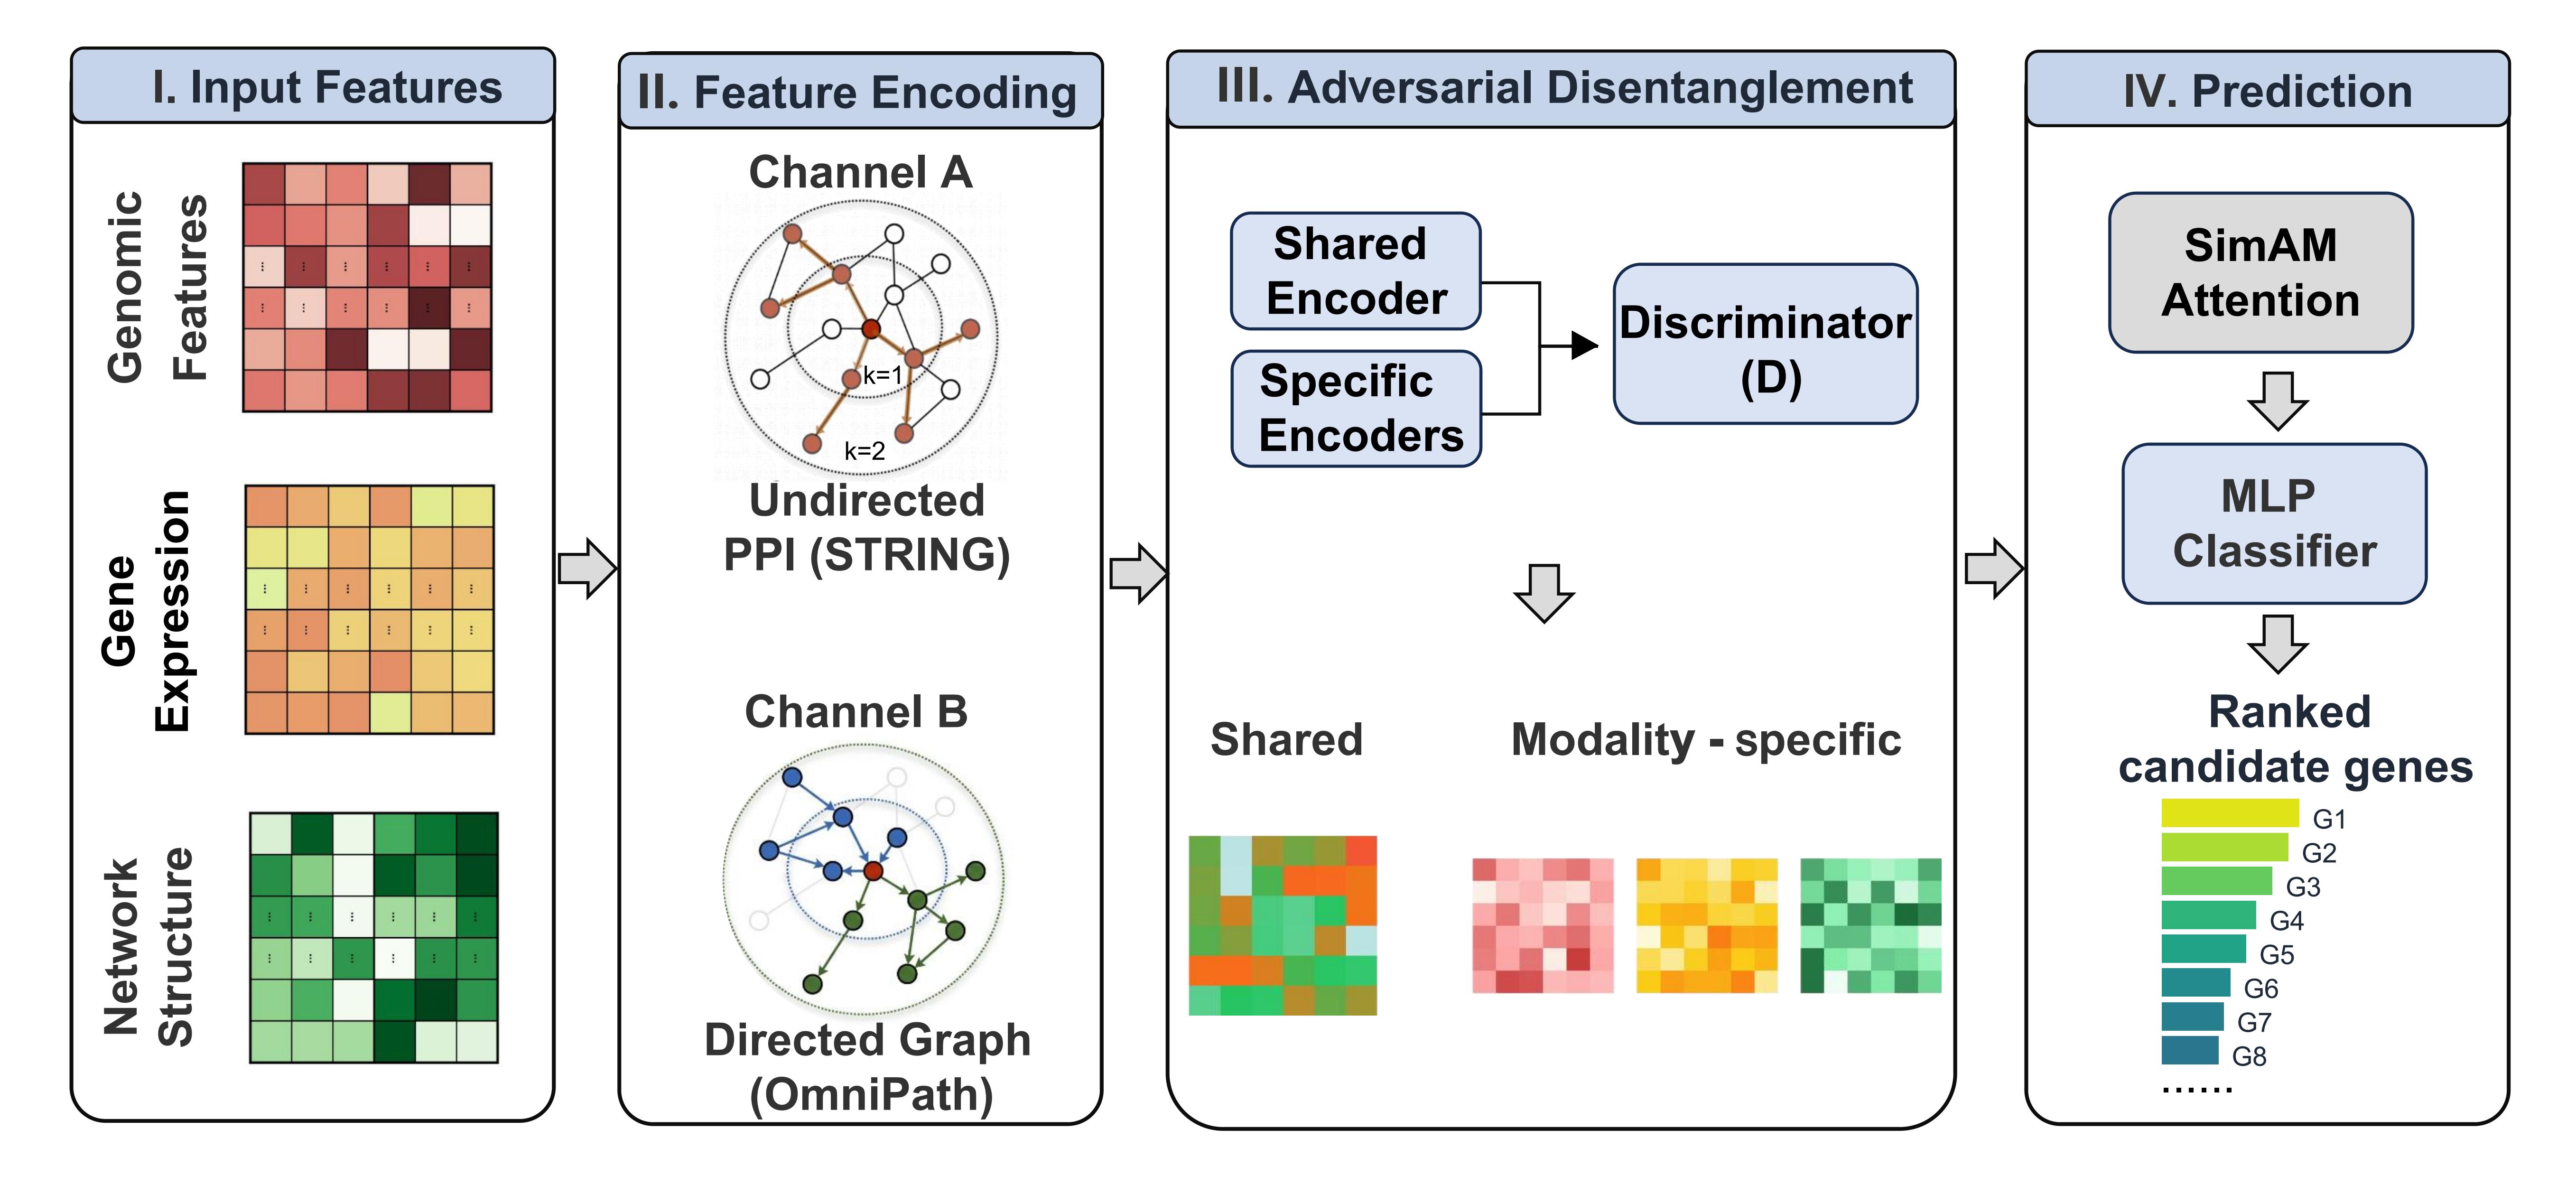 I. Input Features
Genomic
Features
Gene
Expression
Network
Structure
II. Feature Encoding
Channel A
k=1
k=2
Undirected
PPI (STRING)
Channel B
Directed Graph
(OmniPath)
III. Adversarial Disentanglement
Shared
Encoder
Specific
Encoders
Discriminator
(D)
Shared
Modality - specific
IV. Prediction
SimAM
Attention
MLP
Classifier
Ranked
candidate genes
G1
G2
G3
G4
G5
G6
G7
G8
......